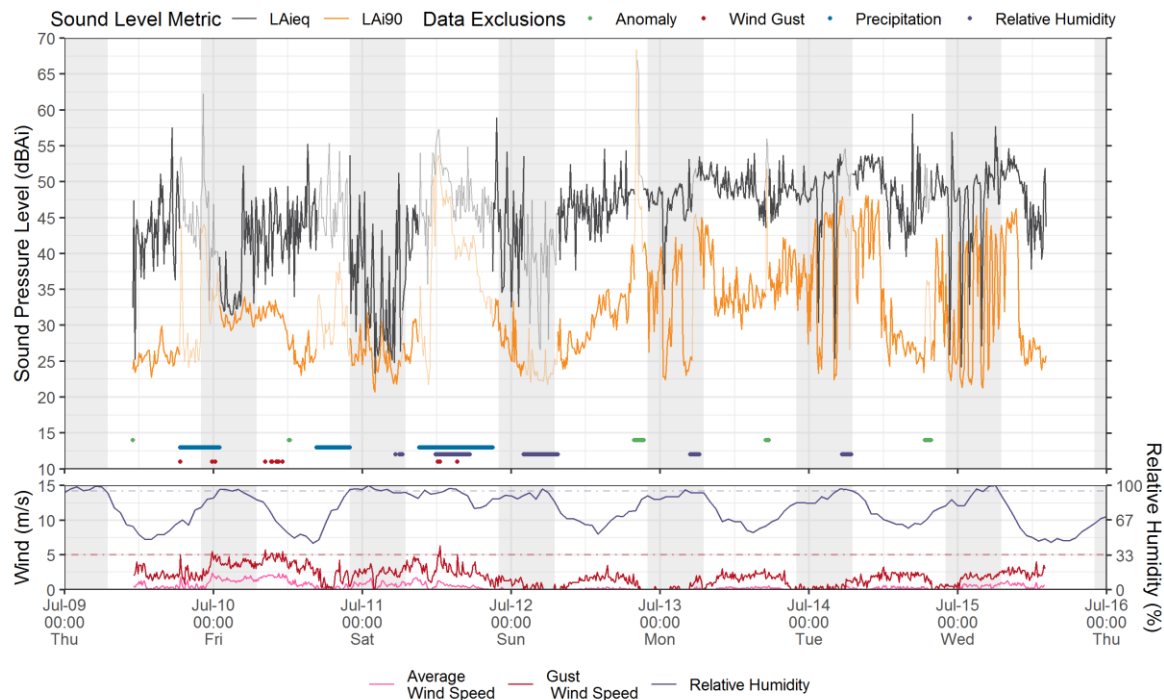 Sound Level Metric LAieq LAi90 Data Exclusions Anomaly Wind Gust Precipitation Relative Humidity
70
65
60
55
50
45
40
35
30
25
20
15
10
Sound Pressure Level (dBAi)
15
10
5
0
Wind (m/s)
100
67
33
0
Relative Humidity (%)
Jul-09 Jul-10 Jul-11 Jul-12 Jul-13 Jul-14 Jul-15 Jul-16
00:00 00:00 00:00 00:00 00:00 00:00 00:00 00:00
Thu Fri Sat Sun Mon Tue Wed Thu
Average Gust Relative Humidity
Wind Speed Wind Speed